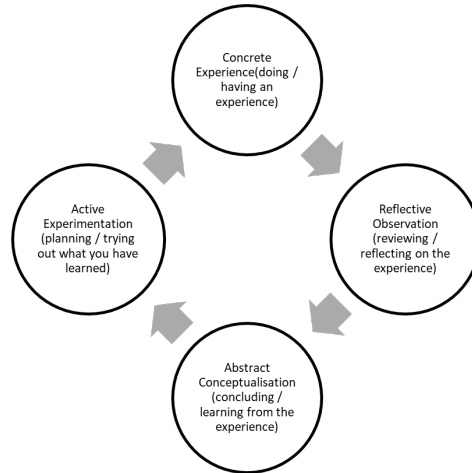 Concrete
Experience(doing /
having an
experience)
Reflective
Observation
(reviewing /
reflecting on the
experience)
Abstract
Conceptualisation
(concluding /
learning from the
experience)
Active
Experimentation
(planning / trying
out what you have
learned)